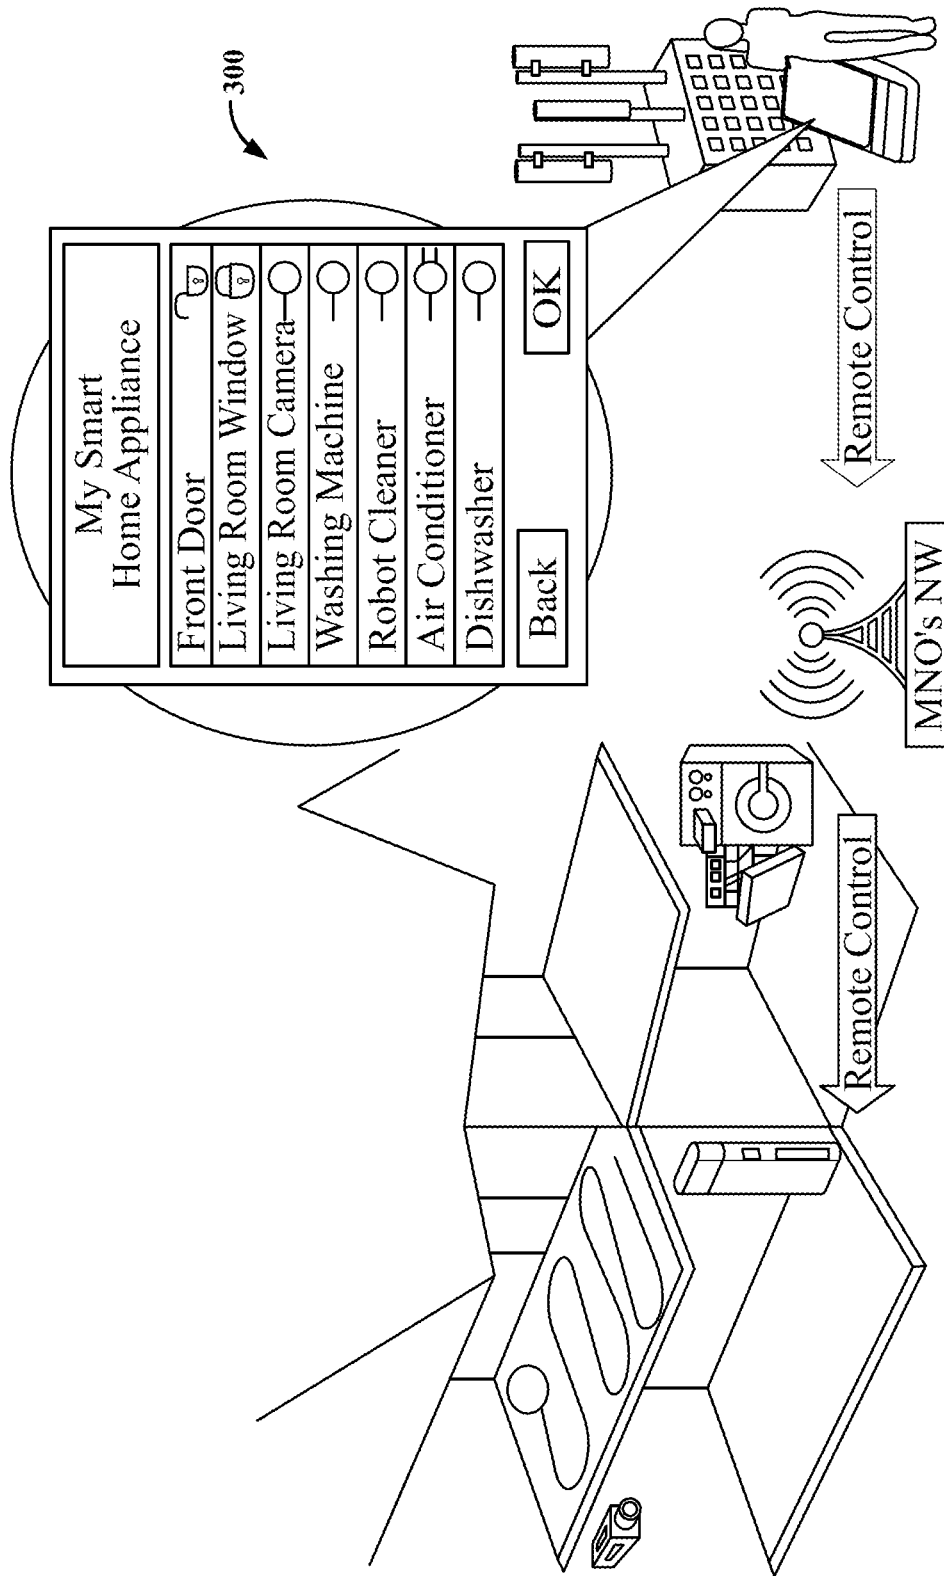 300
My Smart
Home Appliance
Front Door
Living Room Window
Living Room Camera
Washing Machine
Robot Cleaner
Air Conditioner
Dishwasher
Back
OK
Remote Control
MNO's NW
Remote Control